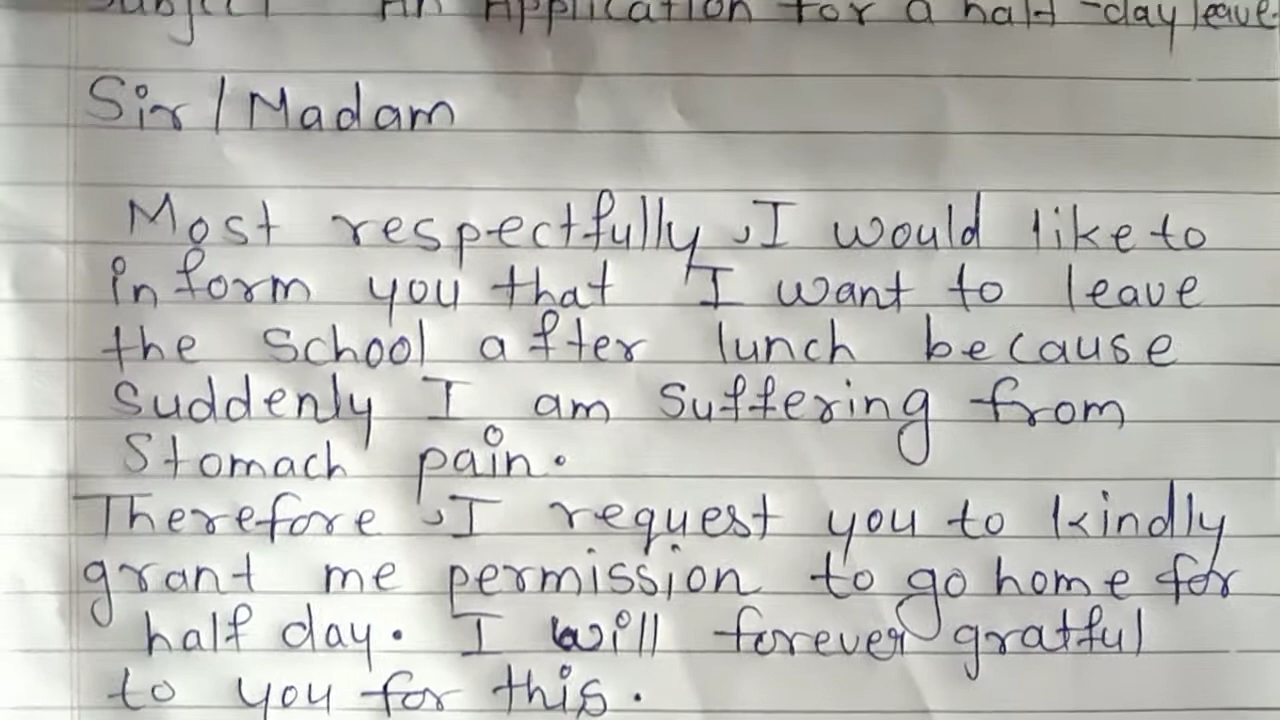 Subject An Application for a half-day leave
Sir/Madam
Most respectfully, I would like to
inform you that I want to leave
the school after lunch because
suddenly I am suffering from
stomach pain.
Therefore, I request you to kindly
grant me permission to go home for
half day. I will forever gratful
to you for this.